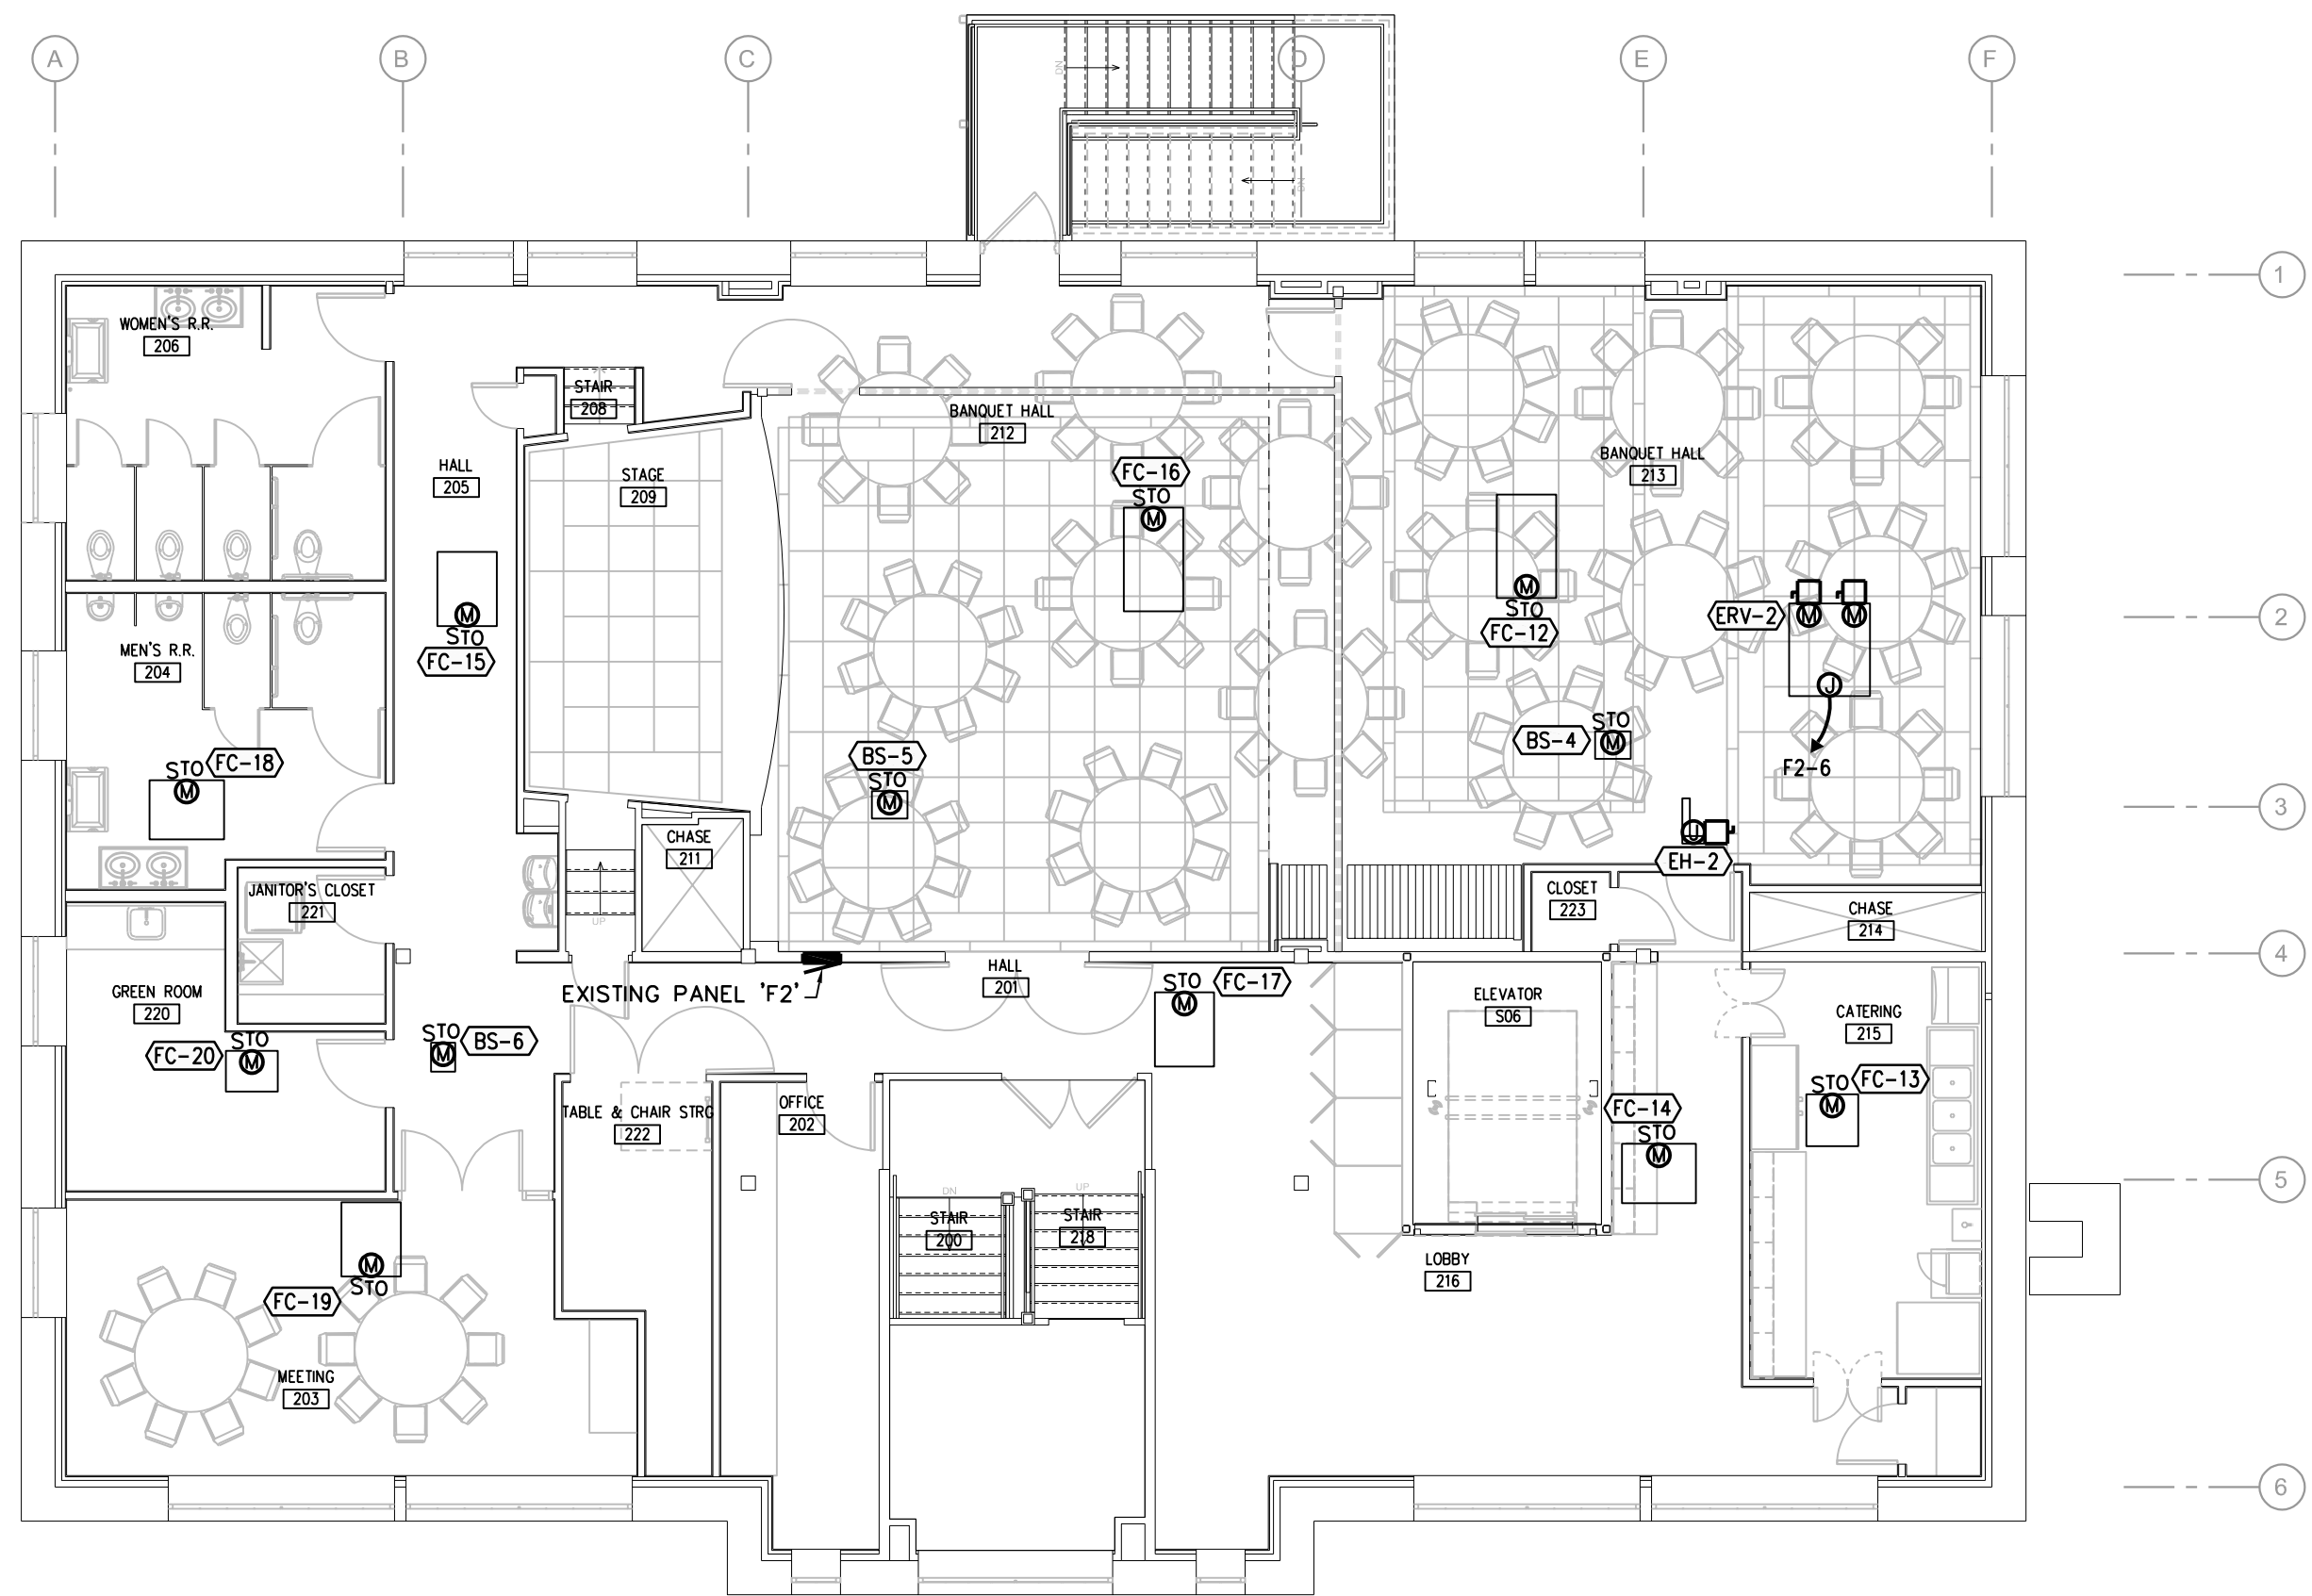 A
B
C
D
E
F
DN
DN
1
WOMEN'S R.R.
206
STAIR
208
BANQUET HALL
212
BANQUET HALL
213
HALL
205
STAGE
209
FC-16
STO
M
M
STO
FC-12
M
STO
FC-15
ERV-2
M
M
J
F2-6
2
MEN'S R.R.
204
FC-18
STO
M
BS-5
STO
M
BS-4
STO
M
3
CHASE
211
J
EH-2
JANITOR'S CLOSET
221
UP
CLOSET
223
CHASE
214
4
GREEN ROOM
220
EXISTING PANEL 'F2'
HALL
201
STO
M
FC-17
ELEVATOR
S06
CATERING
215
FC-20
STO
M
STO
M
BS-6
TABLE & CHAIR STRG
222
OFFICE
202
FC-14
STO
M
STO
M
FC-13
5
DN
STAIR
200
UP
STAIR
218
LOBBY
216
M
STO
FC-19
MEETING
203
6